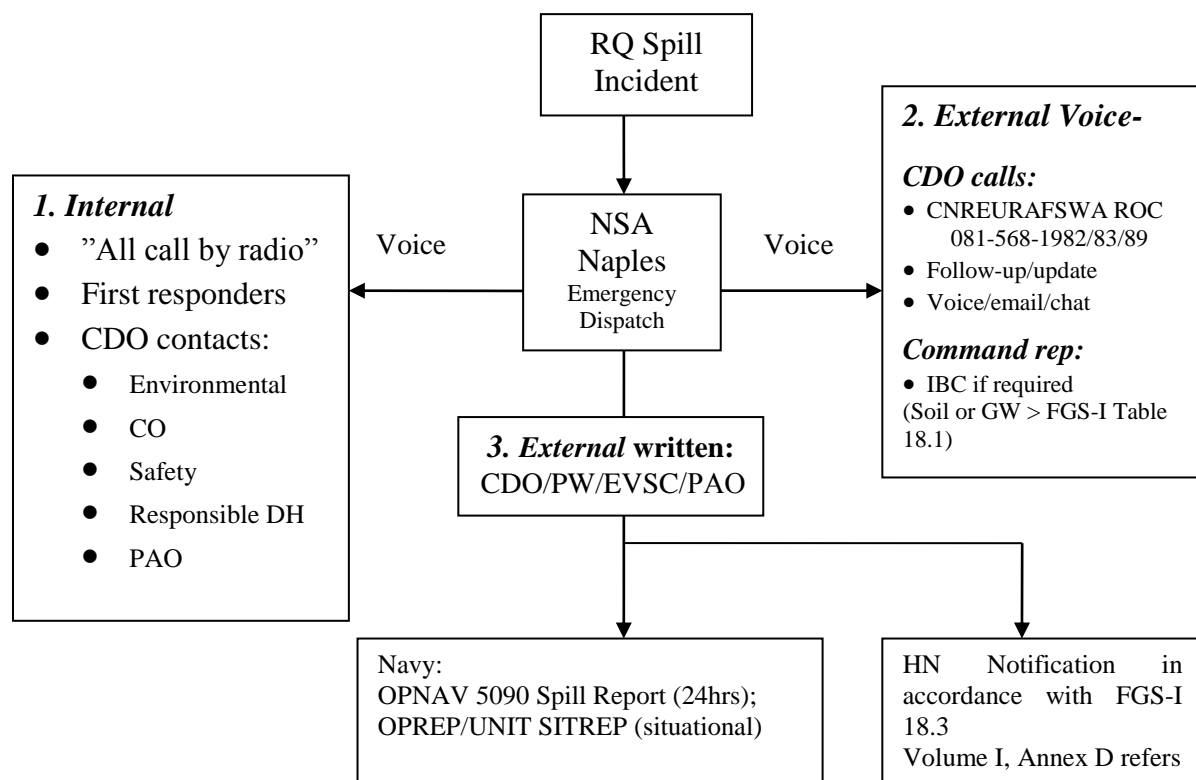 RQ Spill
Incident
1. Internal
● ”All call by radio”
● First responders
● CDO contacts:
● Environmental
● CO
● Safety
● Responsible DH
● PAO
Voice
NSA
Naples
Emergency
Dispatch
Voice
2. External Voice-
CDO calls:
● CNREURAFSWA ROC
081-568-1982/83/89
● Follow-up/update
● Voice/email/chat
Command rep:
● IBC if required
(Soil or GW > FGS-I Table
18.1)
3. External written:
CDO/PW/EVSC/PAO
Navy:
OPNAV 5090 Spill Report (24hrs);
OPREP/UNIT SITREP (situational)
HN Notification in
accordance with FGS-I
18.3
Volume I, Annex D refers